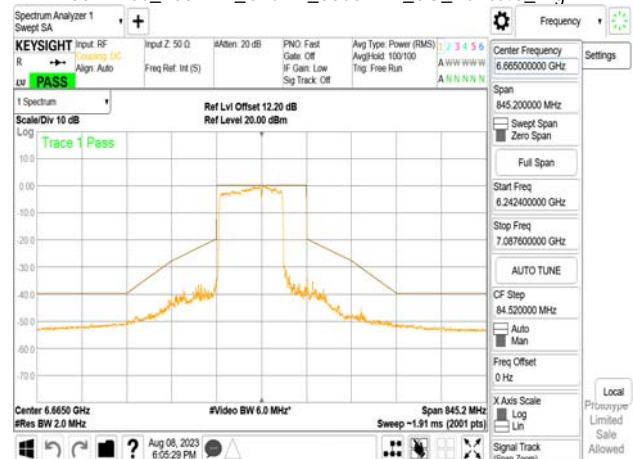 Spectrum Analyzer 1
Swept SA
+
Frequency
KEYSIGHT
Input: RF
Coupling: DC
Align: Auto
Input Z: 50 Ω
Freq Ref: Int (S)
#Atten: 20 dB
PNO: Fast
Gate: Off
IF Gain: Low
Sig Track: Off
Avg Type: Power (RMS)
Avg|Hold: 100/100
Trig: Free Run
1 2 3 4 5 6
A W W W W W
A N N N N N
R
LV
PASS
1 Spectrum
Scale/Div 10 dB
Ref Lvl Offset 12.20 dB
Ref Level 20.00 dBm
Log
Trace 1 Pass
10.0
0.00
-10.0
-20.0
-30.0
-40.0
-50.0
-60.0
-70.0
Center 6.6650 GHz
#Res BW 2.0 MHz
#Video BW 6.0 MHz*
Span 845.2 MHz
Sweep ~1.91 ms (2001 pts)
?
Aug 08, 2023
6:05:29 PM
Center Frequency
6.665000000 GHz
Settings
Span
845.200000 MHz
Swept Span
Zero Span
Full Span
Start Freq
6.242400000 GHz
Stop Freq
7.087600000 GHz
AUTO TUNE
CF Step
84.520000 MHz
Auto
Man
Freq Offset
0 Hz
X Axis Scale
Log
Lin
Local
Prototype
Limited
Sale
Allowed
Signal Track
(Span Zoom)